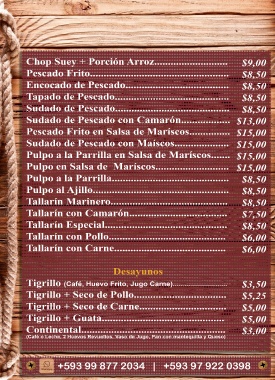 Chop Suey + Porción Arroz.................. $9,00
Pescado Frito.................. $8,50
Encocado de Pescado.................. $8,50
Tapado de Pescado.................. $8,50
Sudado de Pescado.................. $8,50
Sudado de Pescado con Camarón.................. $13,00
Pescado Frito en Salsa de Mariscos.................. $15,00
Sudado de Pescado con Maiscos.................. $15,00
Pulpo a la Parrilla en Salsa de Mariscos...... $15,00
Pulpo en Salsa de Mariscos.................. $15,00
Pulpo a la Parrilla.................. $8,50
Pulpo al Ajillo.................. $8,50
Tallarín Marinero.................. $8,50
Tallarín con Camarón.................. $7,50
Tallarín Especial.................. $8,50
Tallarín con Pollo.................. $6,00
Tallarín con Carne.................. $6,00
Desayunos
Tigrillo (Café, Huevo Frito, Jugo Carne).................. $3,50
Tigrillo + Seco de Pollo.................. $5,25
Tigrillo + Seco de Carne.................. $5,00
Tigrillo + Guata.................. $5,00
Continental.................. $3,00
(Café o Leche, 2 Huevos Revueltos, Vaso de Jugo, Pan con mantequilla y Queso)
+593 99 877 2034 | +593 97 922 0398